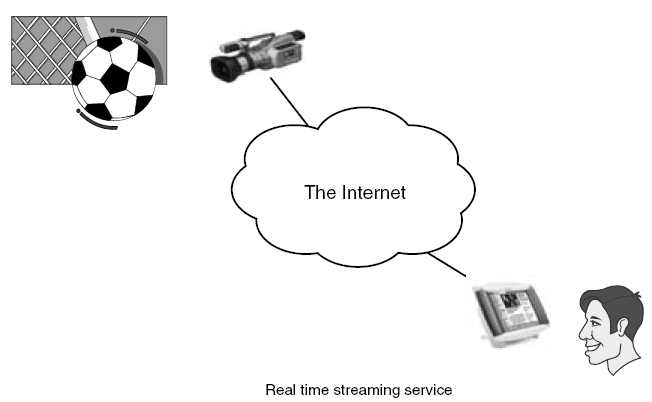 The Internet
Real time streaming service